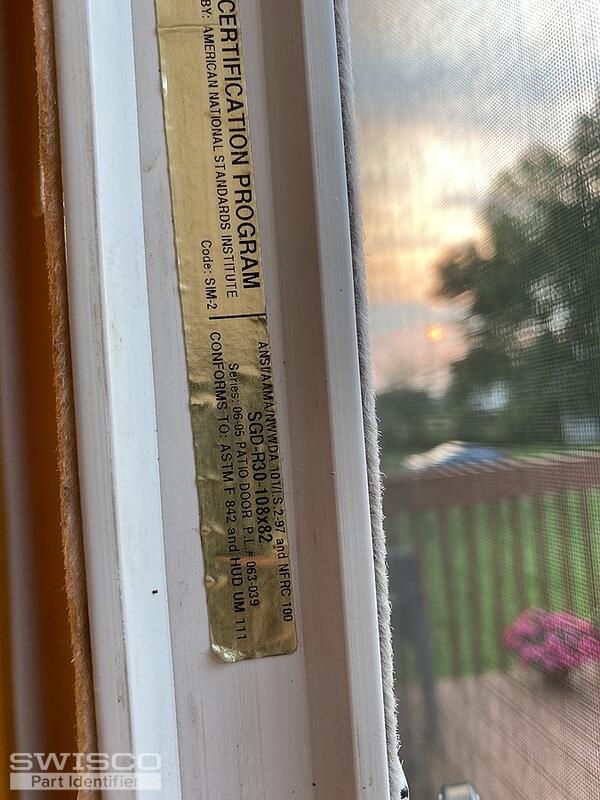 CERTIFICATION PROGRAM
BY: AMERICAN NATIONAL STANDARDS INSTITUTE
Code: SIM-2
ANSI/AAMA/NWWDA 101/I.S.2-97 and NFRC 100
SGD-R30-108x82
Series: 06-05 PATIO DOOR P.L.# 063-039
CONFORMS TO: ASTM F 842 and HUD UM 111
SWISCO
Part Identifier